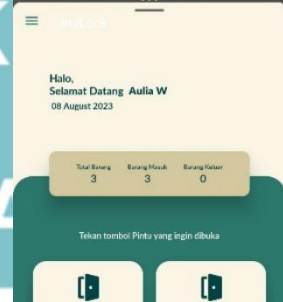 Halo,
Selamat Datang Aulia W
08 August 2023
Total Barang Barang Masuk Barang Keluar
3 3 0
Tekan tombol Pintu yang ingin dibuka